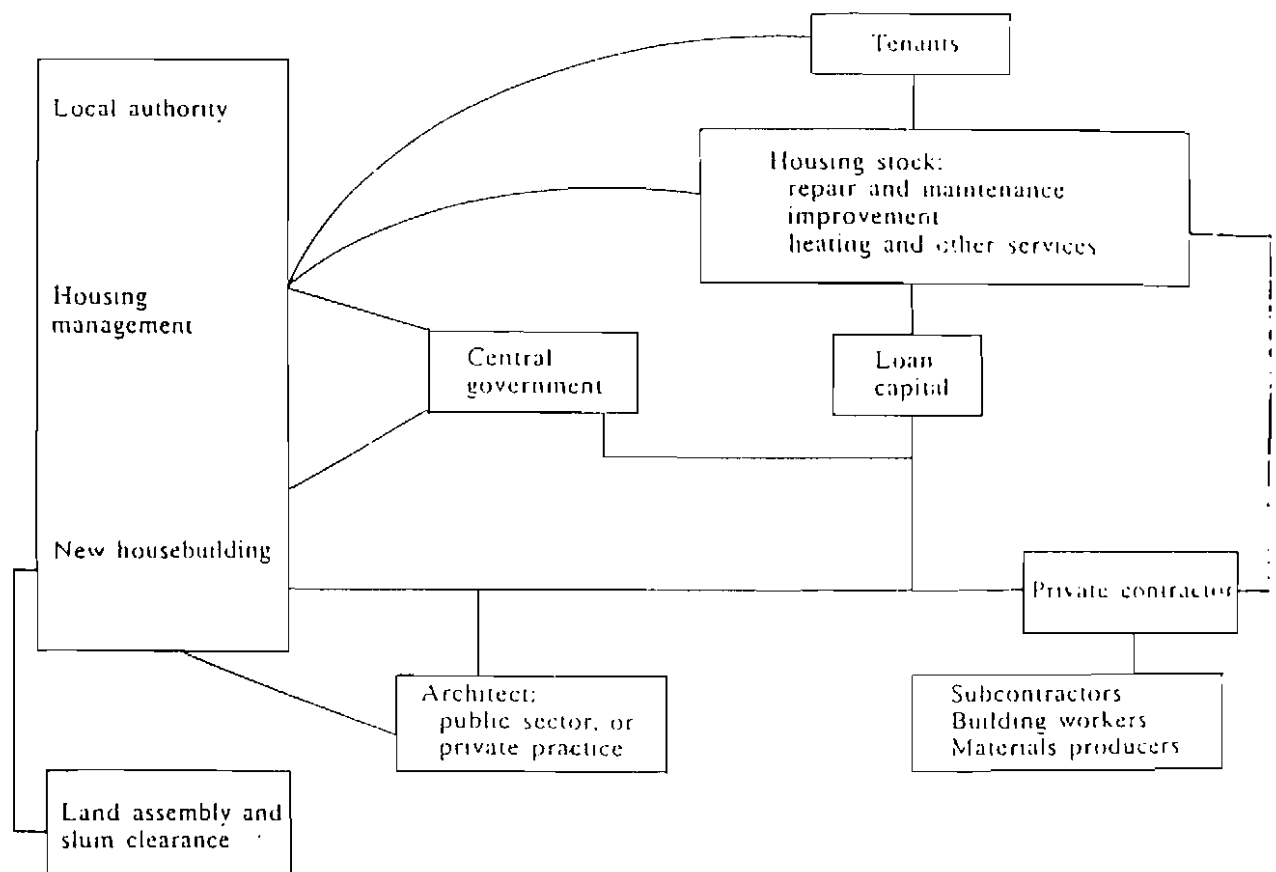 Tenants
Local authority
Housing stock:
repair and maintenance
improvement
heating and other services
Housing
management
Central
government
Loan
capital
New housebuilding
Private contractor
Architect:
public sector, or
private practice
Subcontractors
Building workers
Materials producers
Land assembly and
slum clearance